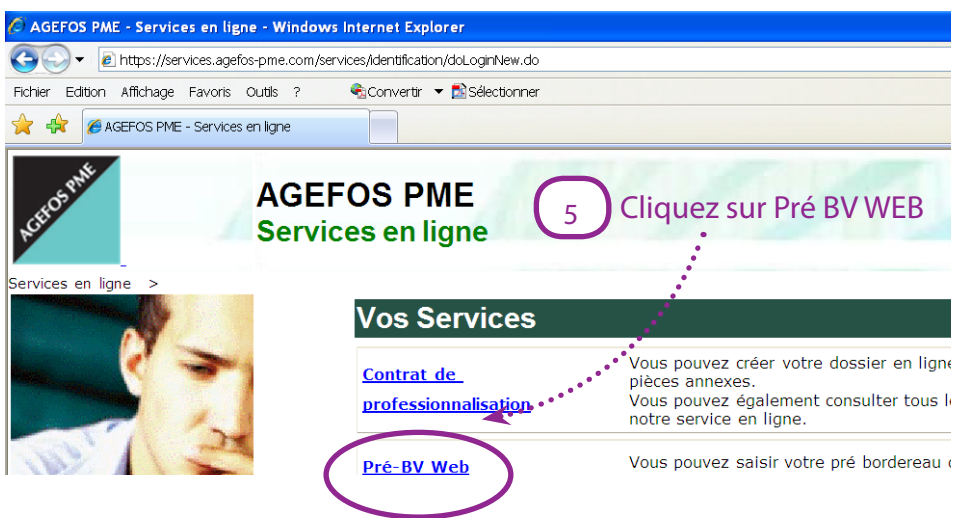 AGEFOS PME - Services en ligne - Windows Internet Explorer
https://services.agefos-pme.com/services/identification/doLoginNew.do
Fichier Edition Affichage Favoris Outils ? Convertir Sélectionner
AGEFOS PME - Services en ligne
AGEFOS PME
AGEFOS PME
Services en ligne
5 Cliquez sur Pré BV WEB
Services en ligne >
Vos Services
Contrat de
professionnalisation
Vous pouvez créer votre dossier en ligne
pièces annexes.
Vous pouvez également consulter tous
notre service en ligne.
Pré-BV Web
Vous pouvez saisir votre pré bordereau